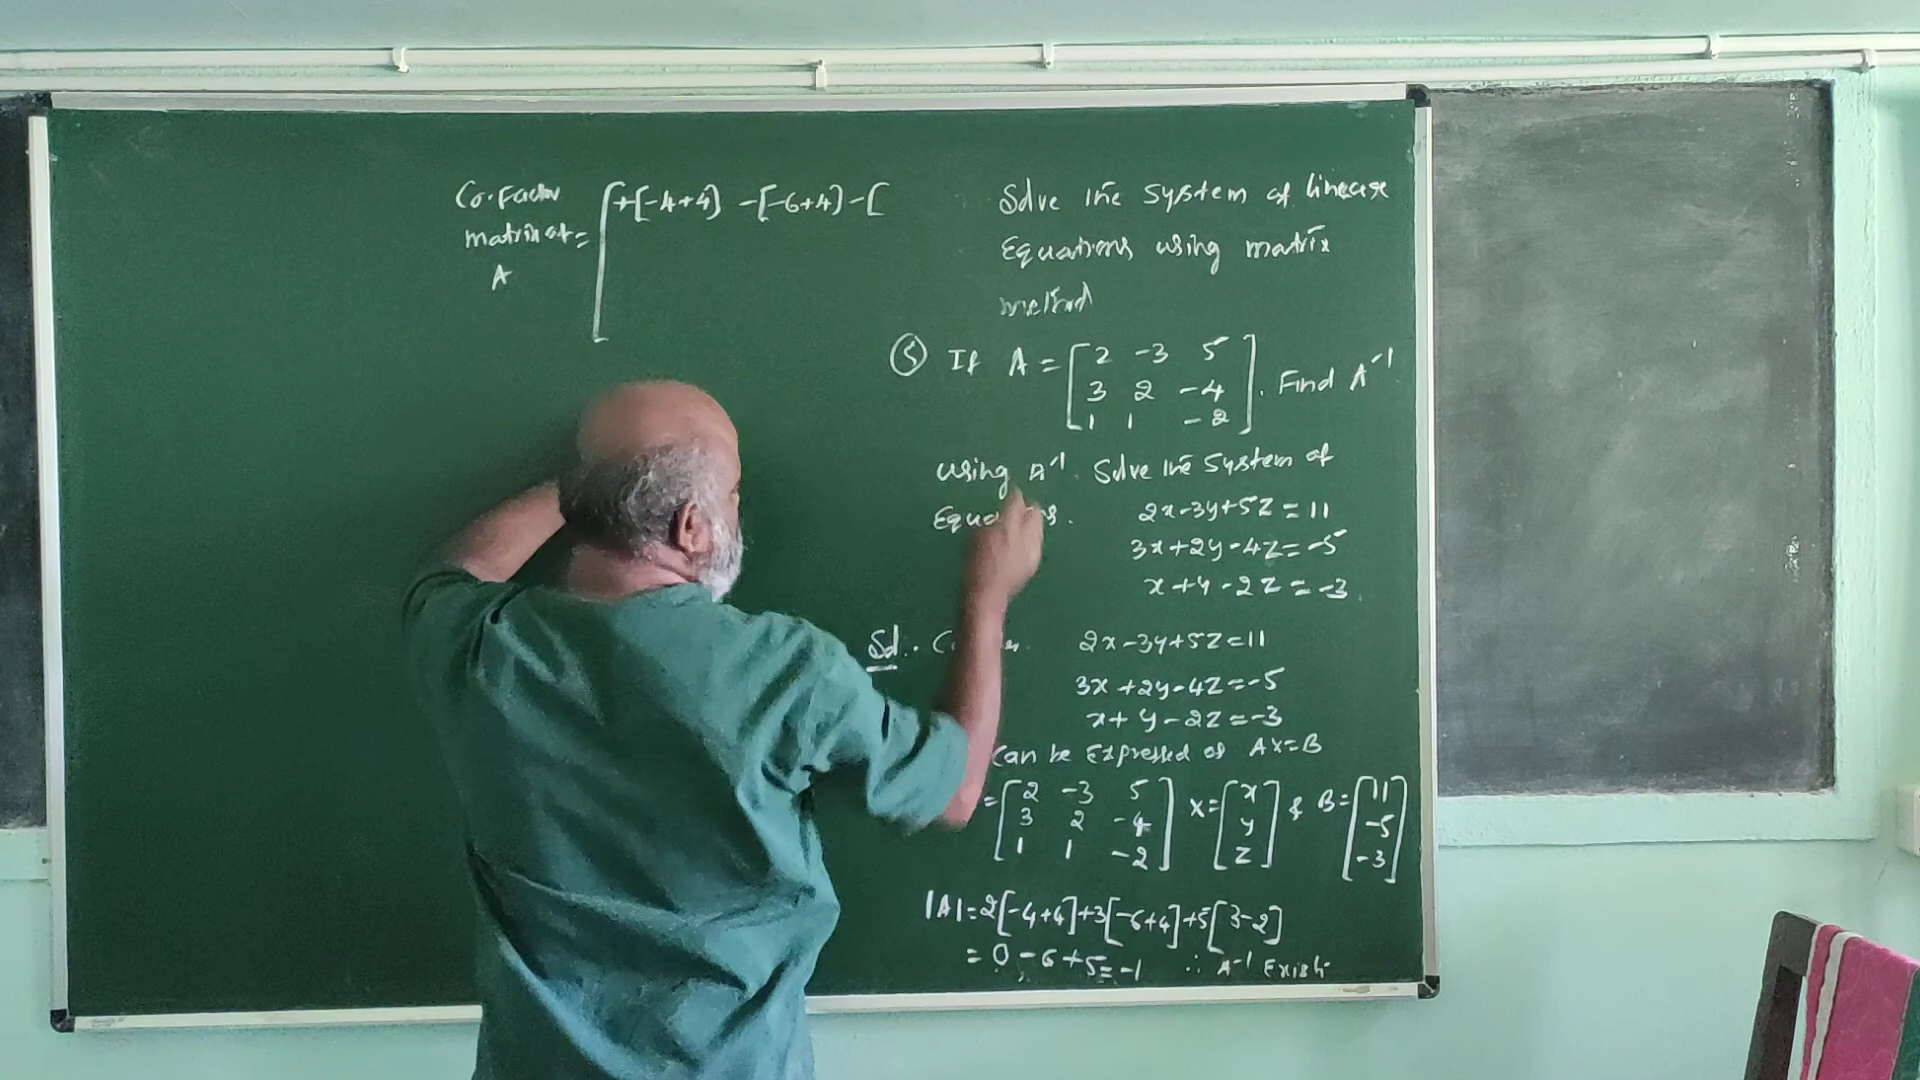 Co.factor
matrix of =
A
[+[-4+4] -[-6+4] -[
Solve the system of linear
Equations using matrix
method
⑤ If A = [2 -3 5
3 2 -4
1 1 -2]. Find A⁻¹
using A⁻¹. Solve the system of
Equations. 2x-3y+5z=11
3x+2y-4z=-5
x+y-2z=-3
Sol. 2x-3y+5z=11
3x+2y-4z=-5
x+y-2z=-3
Can be Expressed as AX=B
=[2 -3 5
3 2 -4
1 1 -2] X=[x
y
z] & B=[11
-5
-3]
|A|=2[-4+4]+3[-6+4]+5[3-2]
= 0-6+5=-1 ∴ A⁻¹ Exist